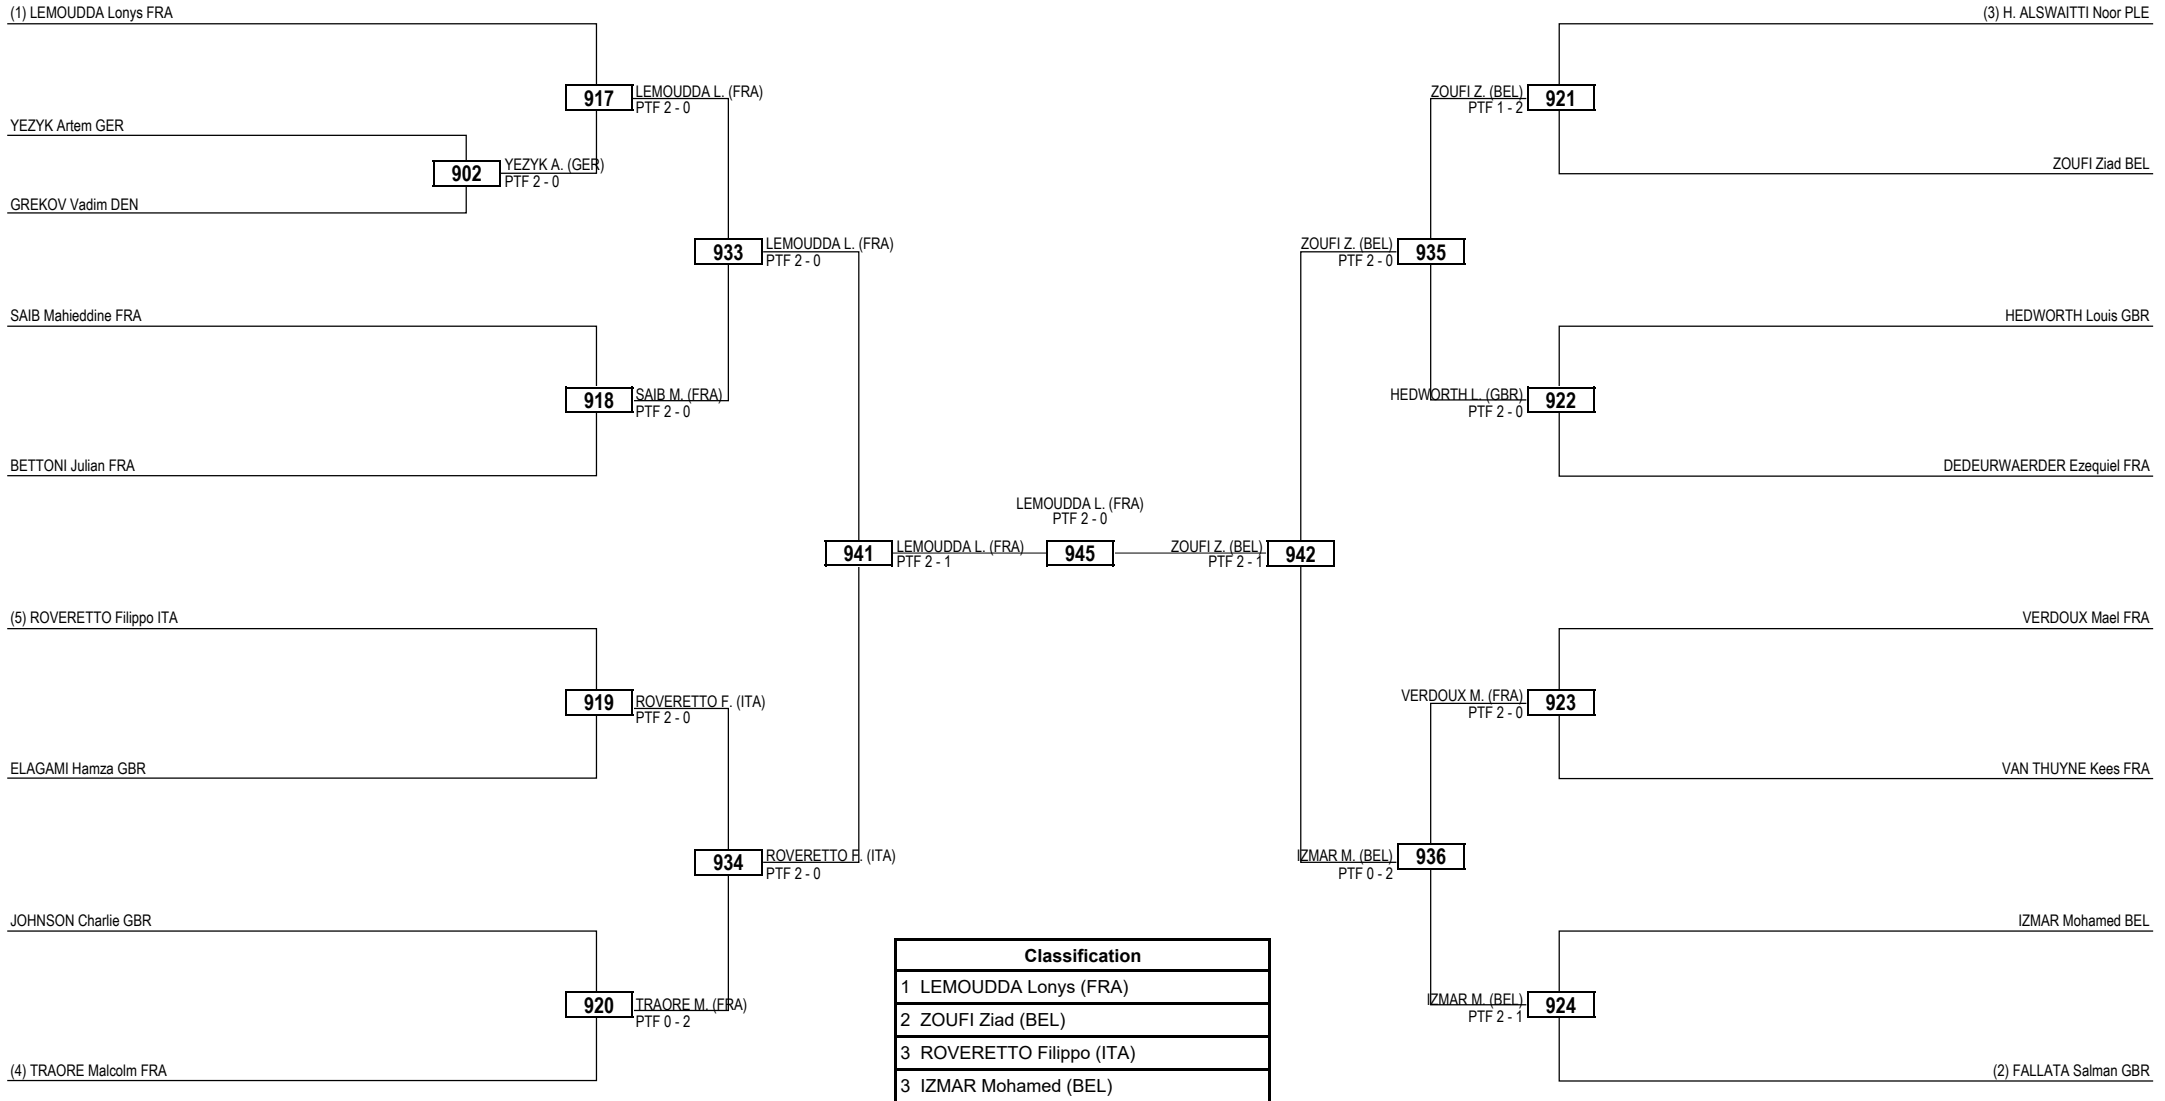 (1) LEMOUDDA Lonys FRA
(3) H. ALSWAITTI Noor PLE
917
LEMOUDDA L. (FRA)
PTF 2 - 0
ZOUFI Z. (BEL)
PTF 1 - 2
921
YEZYK Artem GER
902
YEZYK A. (GER)
PTF 2 - 0
ZOUFI Ziad BEL
GREKOV Vadim DEN
933
LEMOUDDA L. (FRA)
PTF 2 - 0
ZOUFI Z. (BEL)
PTF 2 - 0
935
SAIB Mahieddine FRA
HEDWORTH Louis GBR
918
SAIB M. (FRA)
PTF 2 - 0
HEDWORTH L. (GBR)
PTF 2 - 0
922
BETTONI Julian FRA
DEDEURWAERDER Ezequiel FRA
LEMOUDDA L. (FRA)
PTF 2 - 0
941
LEMOUDDA L. (FRA)
PTF 2 - 1
945
ZOUFI Z. (BEL)
PTF 2 - 1
942
(5) ROVERETTO Filippo ITA
VERDOUX Mael FRA
919
ROVERETTO F. (ITA)
PTF 2 - 0
VERDOUX M. (FRA)
PTF 2 - 0
923
ELAGAMI Hamza GBR
VAN THUYNE Kees FRA
934
ROVERETTO F. (ITA)
PTF 2 - 0
IZMAR M. (BEL)
PTF 0 - 2
936
JOHNSON Charlie GBR
IZMAR Mohamed BEL
920
TRAORE M. (FRA)
PTF 0 - 2
IZMAR M. (BEL)
PTF 2 - 1
924
(4) TRAORE Malcolm FRA
(2) FALLATA Salman GBR
Classification
1 LEMOUDDA Lonys (FRA)
2 ZOUFI Ziad (BEL)
3 ROVERETTO Filippo (ITA)
3 IZMAR Mohamed (BEL)